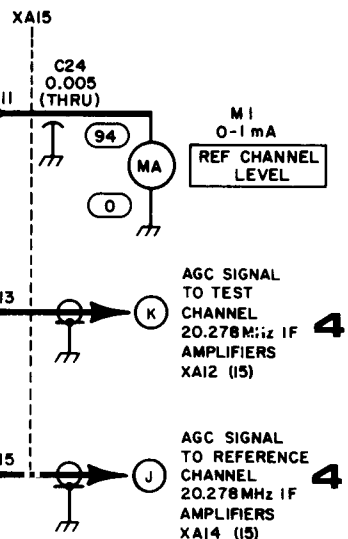 XA15
C24
0.005
(THRU)
11
94
MA
0
M1
0-1 mA
REF CHANNEL
LEVEL
13
K
AGC SIGNAL
TO TEST
CHANNEL
20.278MHz IF
AMPLIFIERS
XA12 (15)
4
15
J
AGC SIGNAL
TO REFERENCE
CHANNEL
20.278MHz IF
AMPLIFIERS
XA14 (15)
4